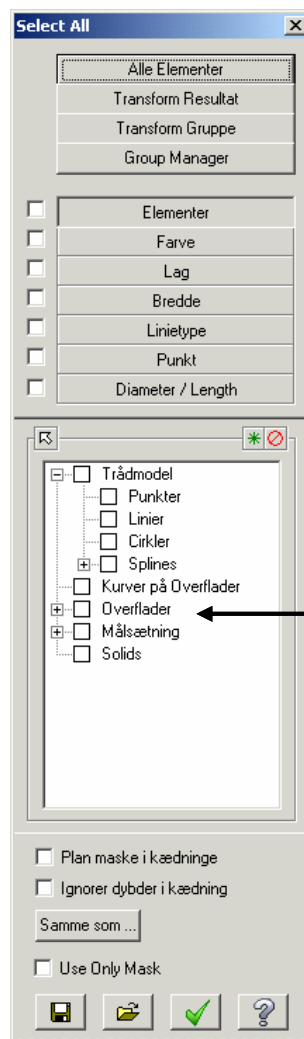 Select All
Alle Elementer
Transform Resultat
Transform Gruppe
Group Manager
Elementer
Farve
Lag
Bredde
Linietype
Punkt
Diameter / Length
Trådmodel
Punkter
Linier
Cirkler
Splines
Kurver på Overflader
Overflader
Målsætning
Solids
Plan maske i kædninge
Ignorer dybder i kædning
Samme som ...
Use Only Mask